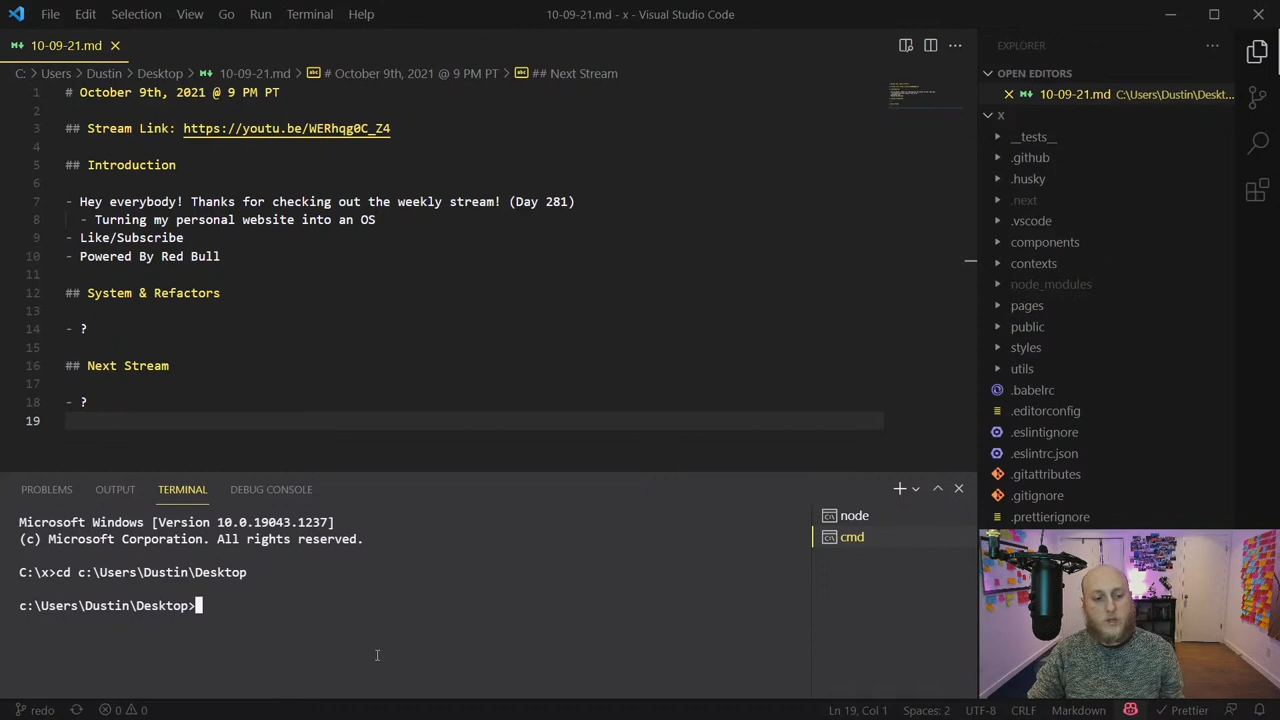 File Edit Selection View Go Run Terminal Help
10-09-21.md - x - Visual Studio Code
10-09-21.md
C: > Users > Dustin > Desktop > 10-09-21.md > # October 9th, 2021 @ 9 PM PT > ## Next Stream
1 # October 9th, 2021 @ 9 PM PT
2
3 ## Stream Link: https://youtu.be/WERhqg0C_Z4
4
5 ## Introduction
6
7 - Hey everybody! Thanks for checking out the weekly stream! (Day 281)
8 - Turning my personal website into an OS
9 - Like/Subscribe
10 - Powered By Red Bull
11
12 ## System & Refactors
13
14 - ?
15
16 ## Next Stream
17
18 - ?
19
EXPLORER
OPEN EDITORS
10-09-21.md C:\Users\Dustin\Deskt...
X
__tests__
.github
.husky
.next
.vscode
components
contexts
node_modules
pages
public
styles
utils
.babelrc
.editorconfig
.eslintignore
.eslintrc.json
.gitattributes
.gitignore
.prettierignore
PROBLEMS OUTPUT TERMINAL DEBUG CONSOLE
Microsoft Windows [Version 10.0.19043.1237]
(c) Microsoft Corporation. All rights reserved.
C:\x>cd c:\Users\Dustin\Desktop
c:\Users\Dustin\Desktop>
node
cmd
redo 0 0
Ln 19, Col 1 Spaces: 2 UTF-8 CRLF Markdown Prettier